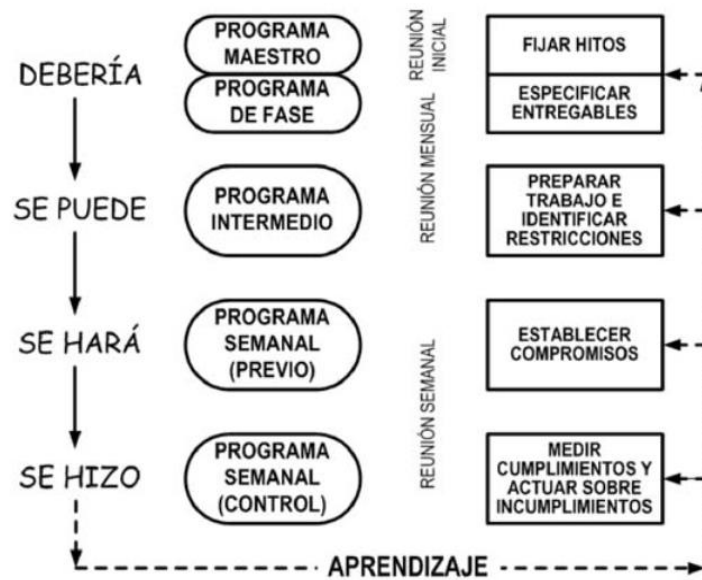 DEBERÍA
PROGRAMA
MAESTRO
PROGRAMA
DE FASE
REUNIÓN
INICIAL
FIJAR HITOS
ESPECIFICAR
ENTREGABLES
SE PUEDE
PROGRAMA
INTERMEDIO
REUNIÓN MENSUAL
PREPARAR
TRABAJO E
IDENTIFICAR
RESTRICCIONES
SE HARÁ
PROGRAMA
SEMANAL
(PREVIO)
REUNIÓN SEMANAL
ESTABLECER
COMPROMISOS
SE HIZO
PROGRAMA
SEMANAL
(CONTROL)
MEDIR
CUMPLIMIENTOS Y
ACTUAR SOBRE
INCUMPLIMIENTOS
APRENDIZAJE